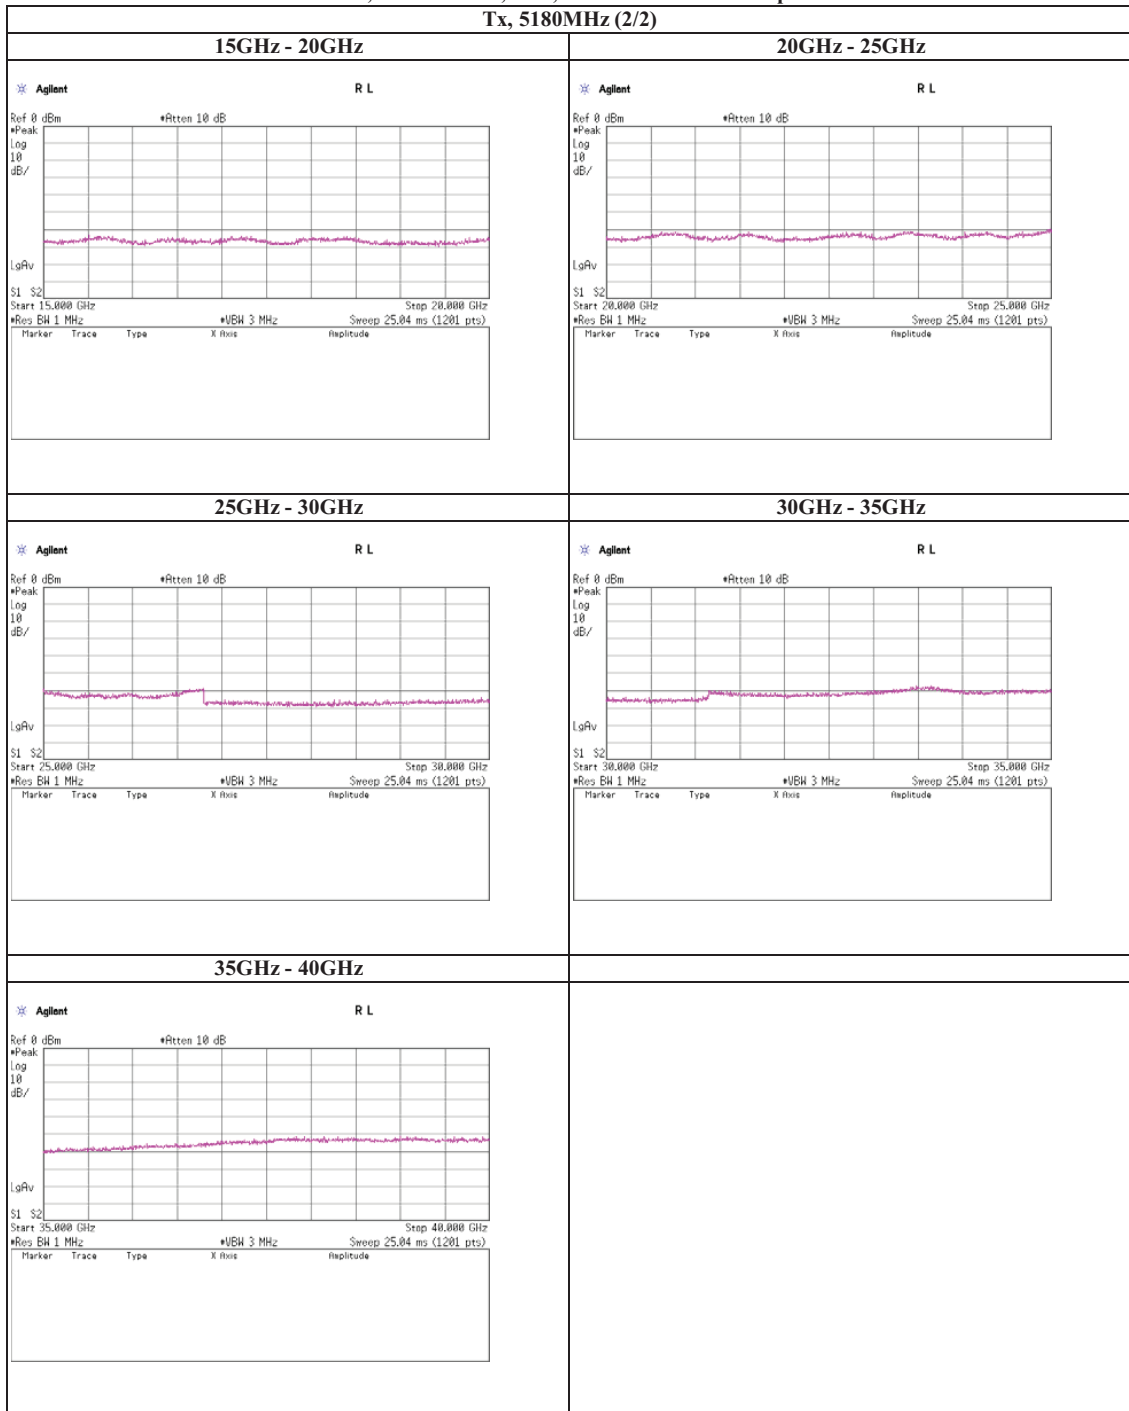 Tx, 5180MHz (2/2)
15GHz - 20GHz
20GHz - 25GHz
Agilent R L
Ref 0 dBm *Atten 10 dB
*Peak
Log
10
dB/
LgAv
S1 S2
Start 15.000 GHz Stop 20.000 GHz
*Res BW 1 MHz *VBW 3 MHz Sweep 25.04 ms (1201 pts)
Marker Trace Type X Axis Amplitude
Agilent R L
Ref 0 dBm *Atten 10 dB
*Peak
Log
10
dB/
LgAv
S1 S2
Start 20.000 GHz Stop 25.000 GHz
*Res BW 1 MHz *VBW 3 MHz Sweep 25.04 ms (1201 pts)
Marker Trace Type X Axis Amplitude
25GHz - 30GHz
30GHz - 35GHz
Agilent R L
Ref 0 dBm *Atten 10 dB
*Peak
Log
10
dB/
LgAv
S1 S2
Start 25.000 GHz Stop 30.000 GHz
*Res BW 1 MHz *VBW 3 MHz Sweep 25.04 ms (1201 pts)
Marker Trace Type X Axis Amplitude
Agilent R L
Ref 0 dBm *Atten 10 dB
*Peak
Log
10
dB/
LgAv
S1 S2
Start 30.000 GHz Stop 35.000 GHz
*Res BW 1 MHz *VBW 3 MHz Sweep 25.04 ms (1201 pts)
Marker Trace Type X Axis Amplitude
35GHz - 40GHz
Agilent R L
Ref 0 dBm *Atten 10 dB
*Peak
Log
10
dB/
LgAv
S1 S2
Start 35.000 GHz Stop 40.000 GHz
*Res BW 1 MHz *VBW 3 MHz Sweep 25.04 ms (1201 pts)
Marker Trace Type X Axis Amplitude